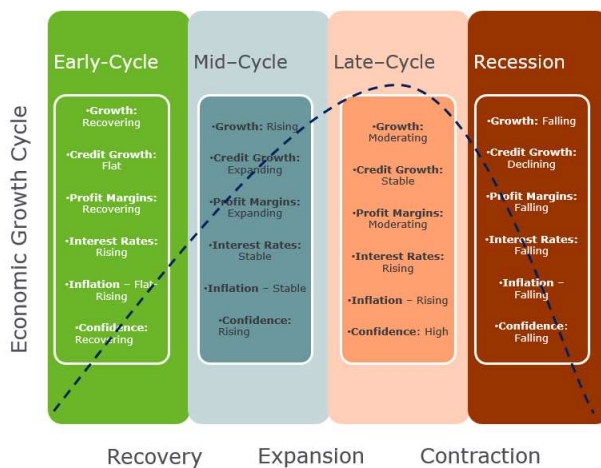 Early-Cycle
•Growth:
Recovering
•Credit Growth:
Flat
•Profit Margins:
Recovering
•Interest Rates:
Rising
•Inflation – Flat-
Rising
•Confidence:
Recovering
Mid–Cycle
•Growth: Rising
•Credit Growth:
Expanding
•Profit Margins:
Expanding
•Interest Rates:
Stable
•Inflation – Stable
•Confidence:
Rising
Late–Cycle
•Growth:
Moderating
•Credit Growth:
Stable
•Profit Margins:
Moderating
•Interest Rates:
Rising
•Inflation – Rising
•Confidence: High
Recession
•Growth: Falling
•Credit Growth:
Declining
•Profit Margins:
Falling
•Interest Rates:
Falling
•Inflation –
Falling
•Confidence:
Falling
Economic Growth Cycle
Recovery
Expansion
Contraction